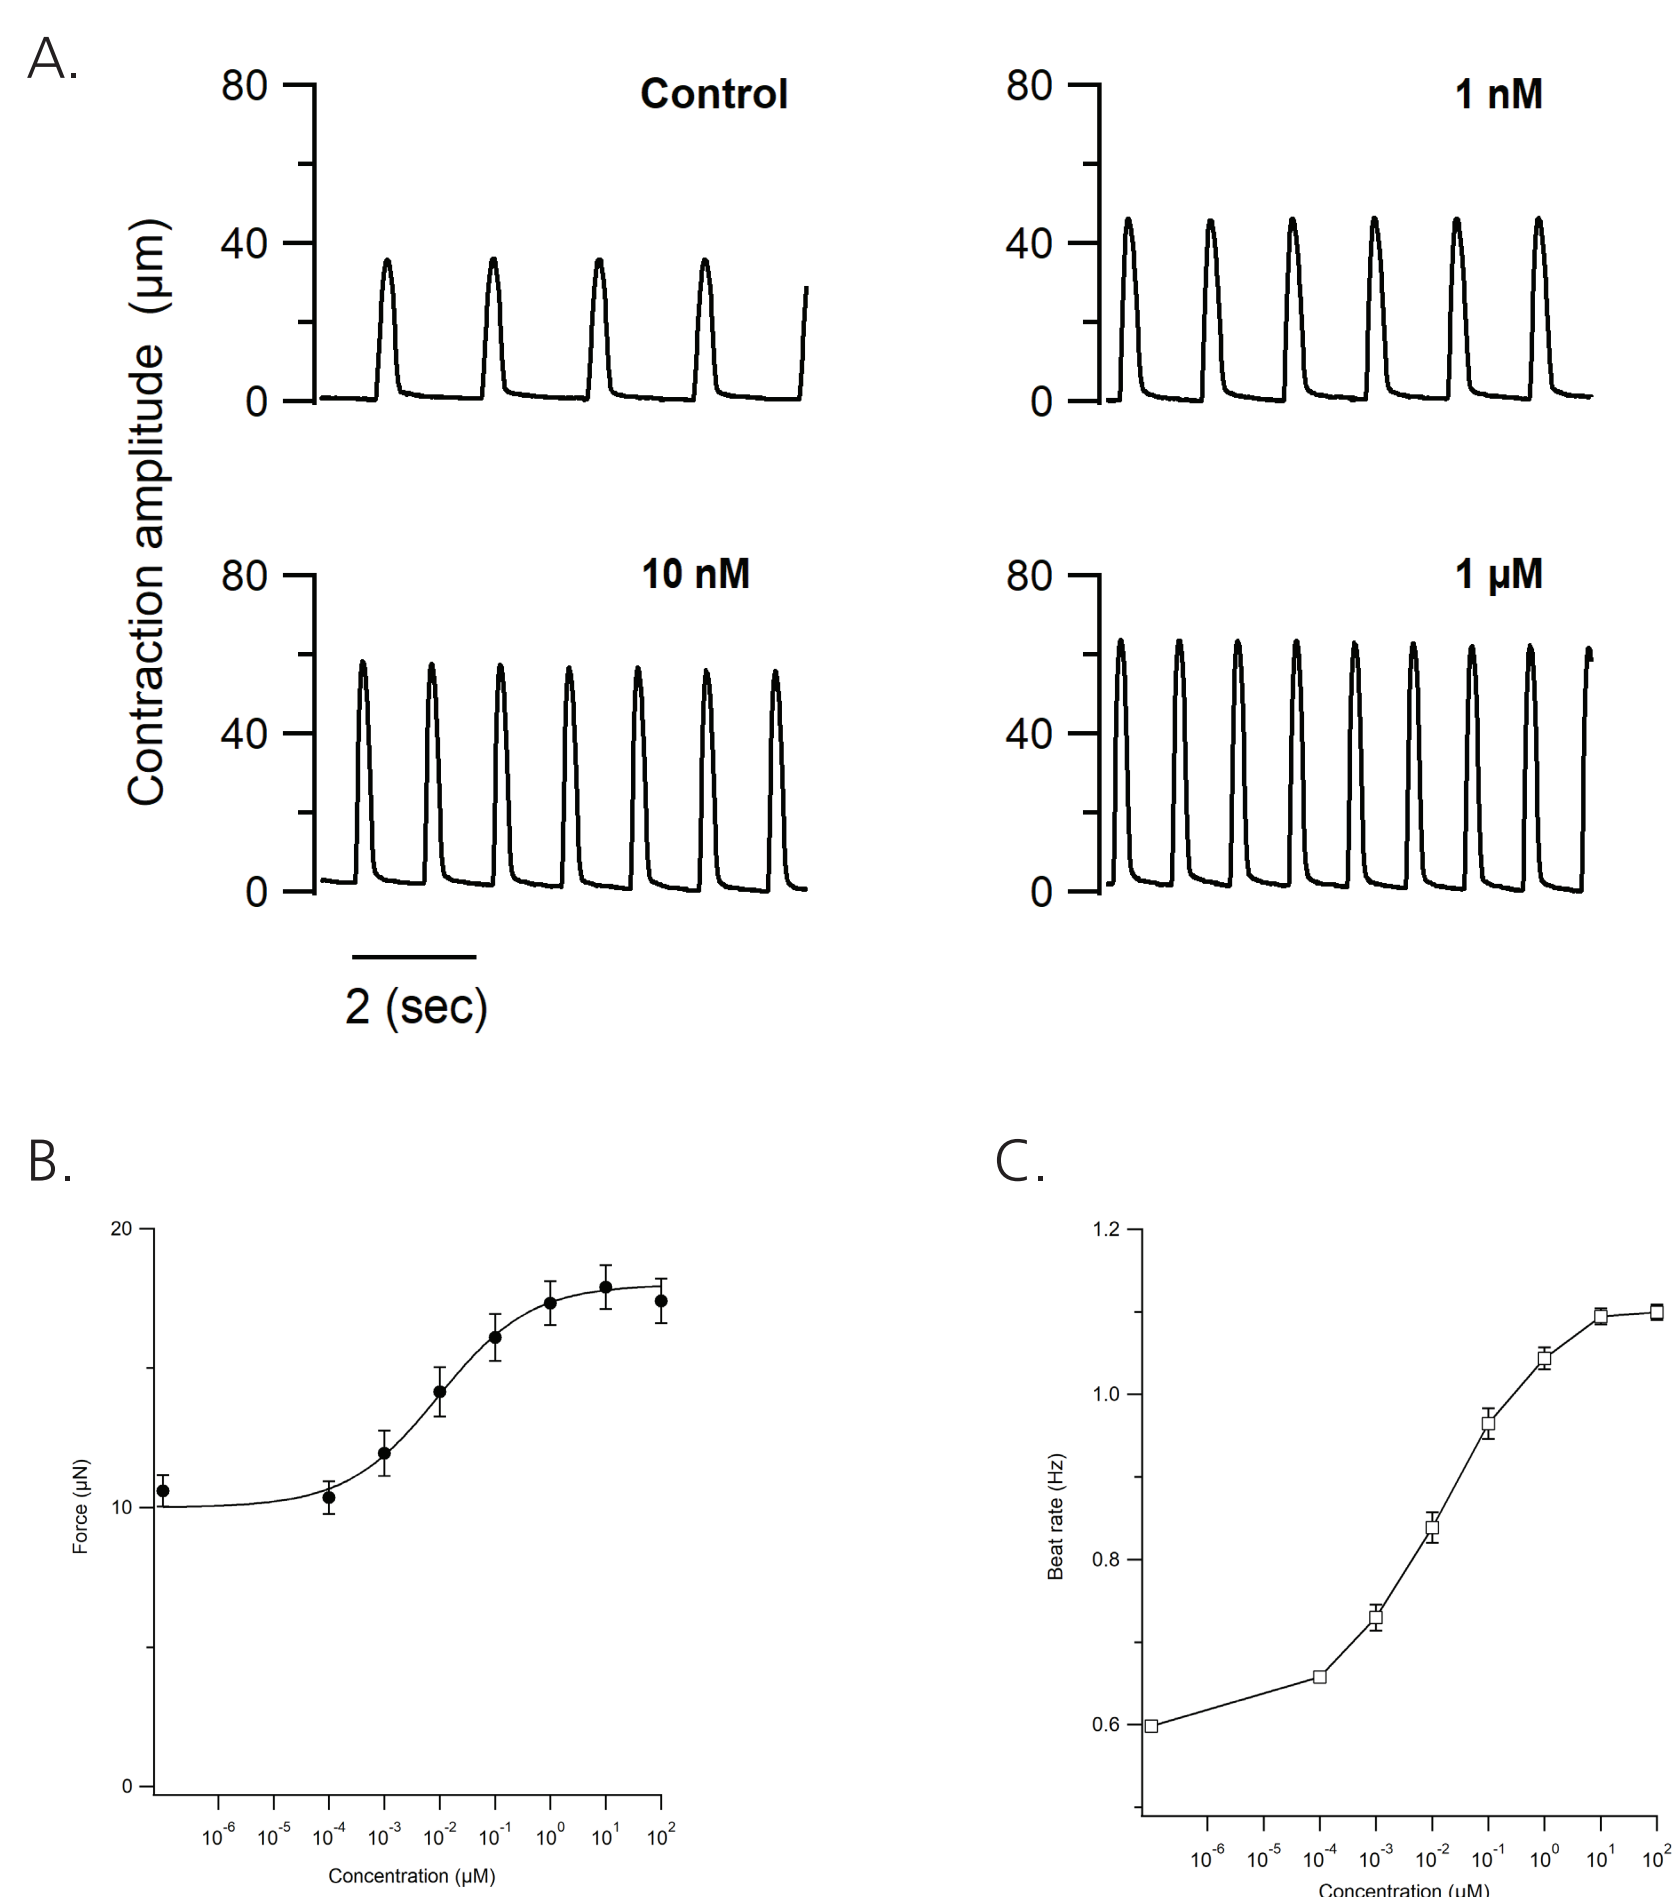 A.
Contraction amplitude (µm)
80
40
0
Control
80
40
0
1 nM
80
40
0
10 nM
80
40
0
1 µM
2 (sec)
B.
Force (µN)
20
10
0
10⁻⁶ 10⁻⁵ 10⁻⁴ 10⁻³ 10⁻² 10⁻¹ 10⁰ 10¹ 10²
Concentration (µM)
C.
Beat rate (Hz)
1.2
1.0
0.8
0.6
10⁻⁶ 10⁻⁵ 10⁻⁴ 10⁻³ 10⁻² 10⁻¹ 10⁰ 10¹ 10²
Concentration (µM)